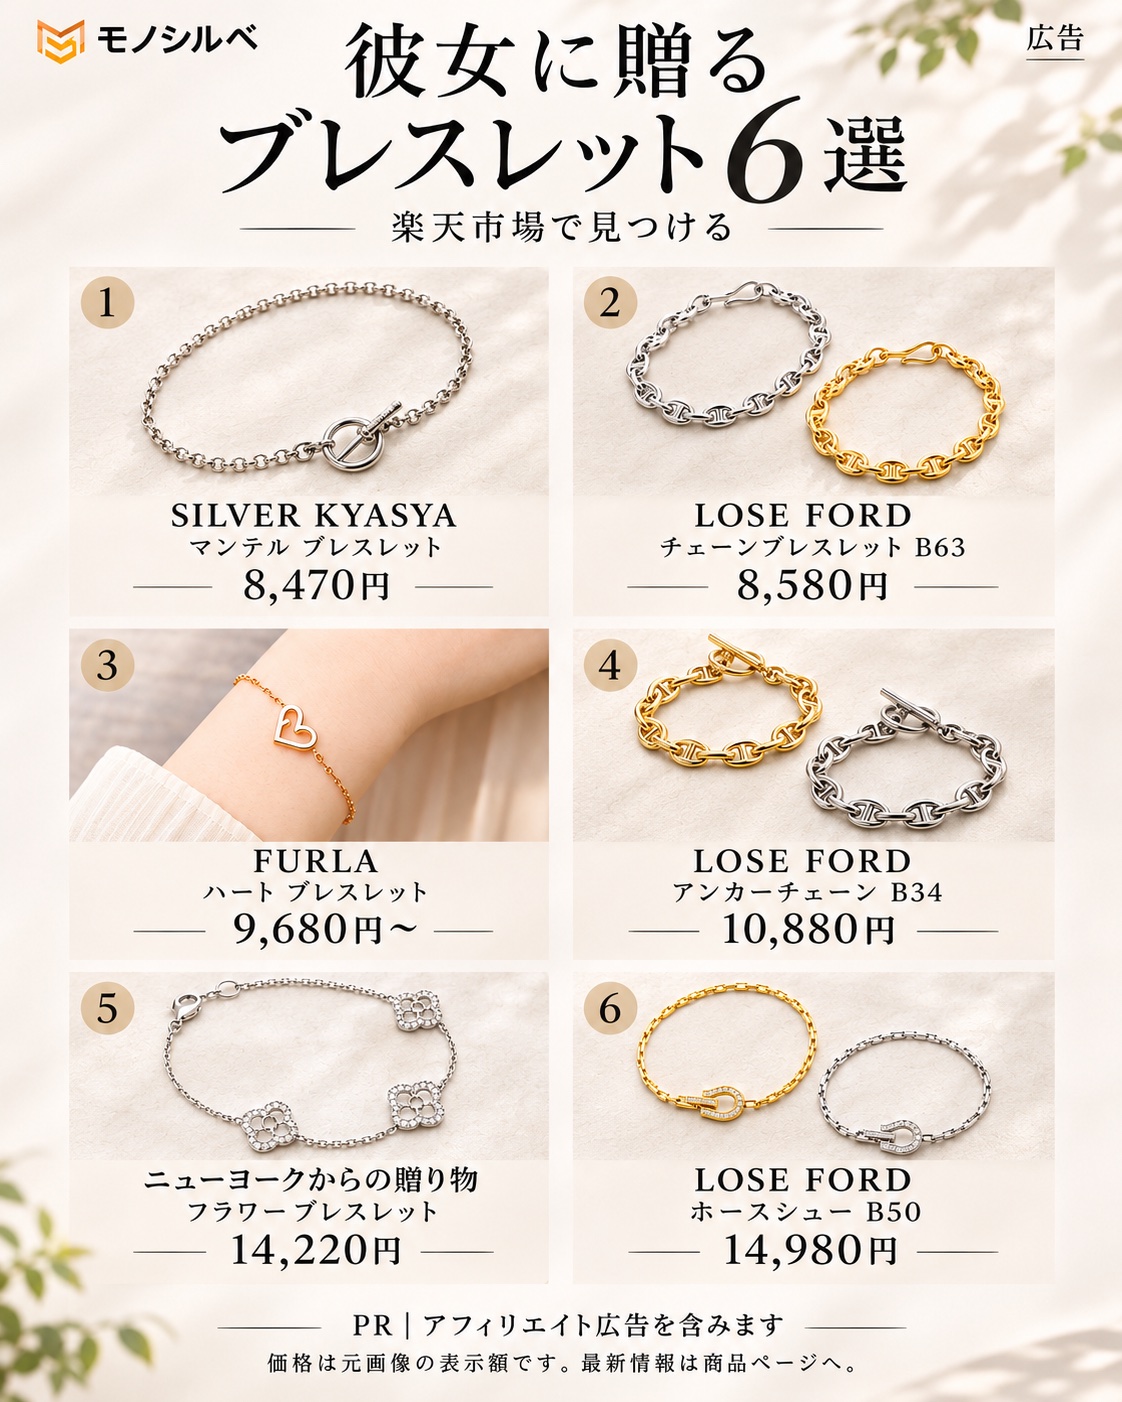 モノシルベ
広告
彼女に贈る
ブレスレット6選
楽天市場で見つける
1
SILVER KYASYA
マンテル ブレスレット
8,470円
2
LOSE FORD
チェーンブレスレット B63
8,580円
3
FURLA
ハート ブレスレット
9,680円〜
4
LOSE FORD
アンカーチェーン B34
10,880円
5
ニューヨークからの贈り物
フラワーブレスレット
14,220円
6
LOSE FORD
ホースシュー B50
14,980円
PR | アフィリエイト広告を含みます
価格は元画像の表示額です。最新情報は商品ページへ。